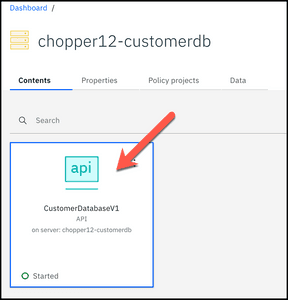 Dashboard /
chopper12-customerdb
Contents Properties Policy projects Data
Search
api
CustomerDatabaseV1
API
on server: chopper12-customerdb
Started